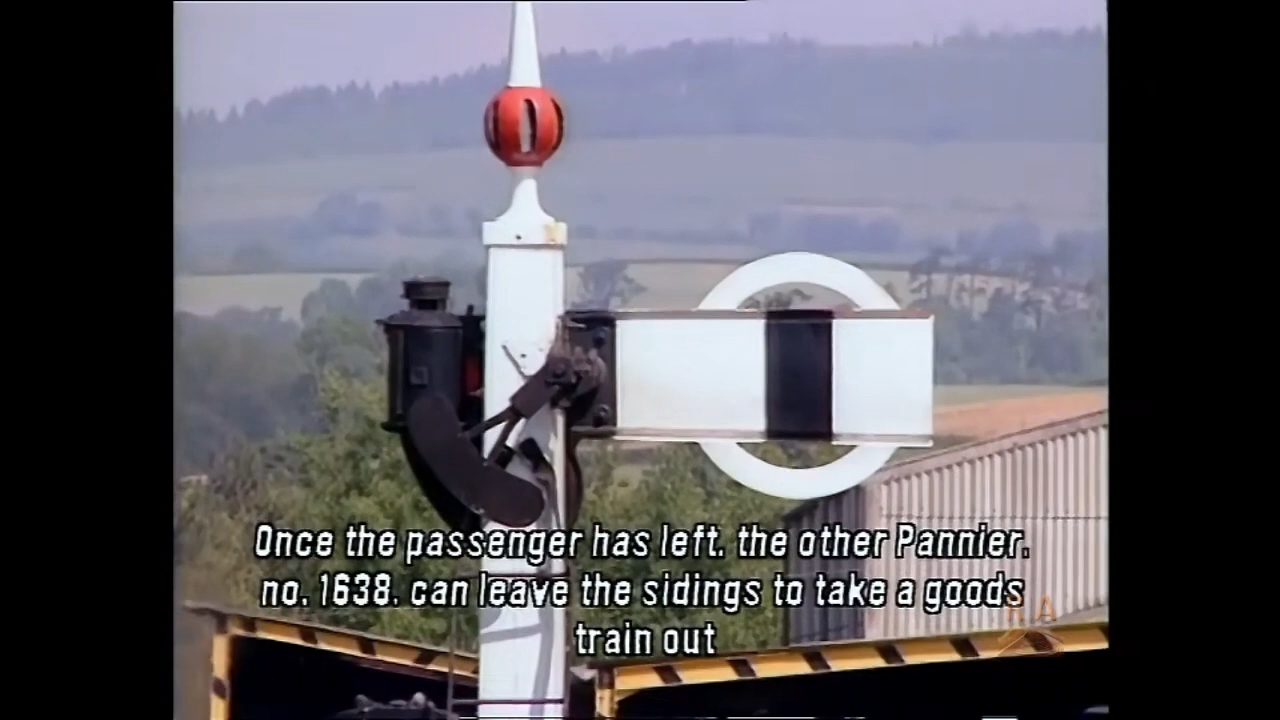 Once the passenger has left, the other Pannier,
no. 1638, can leave the sidings to take a goods
train out